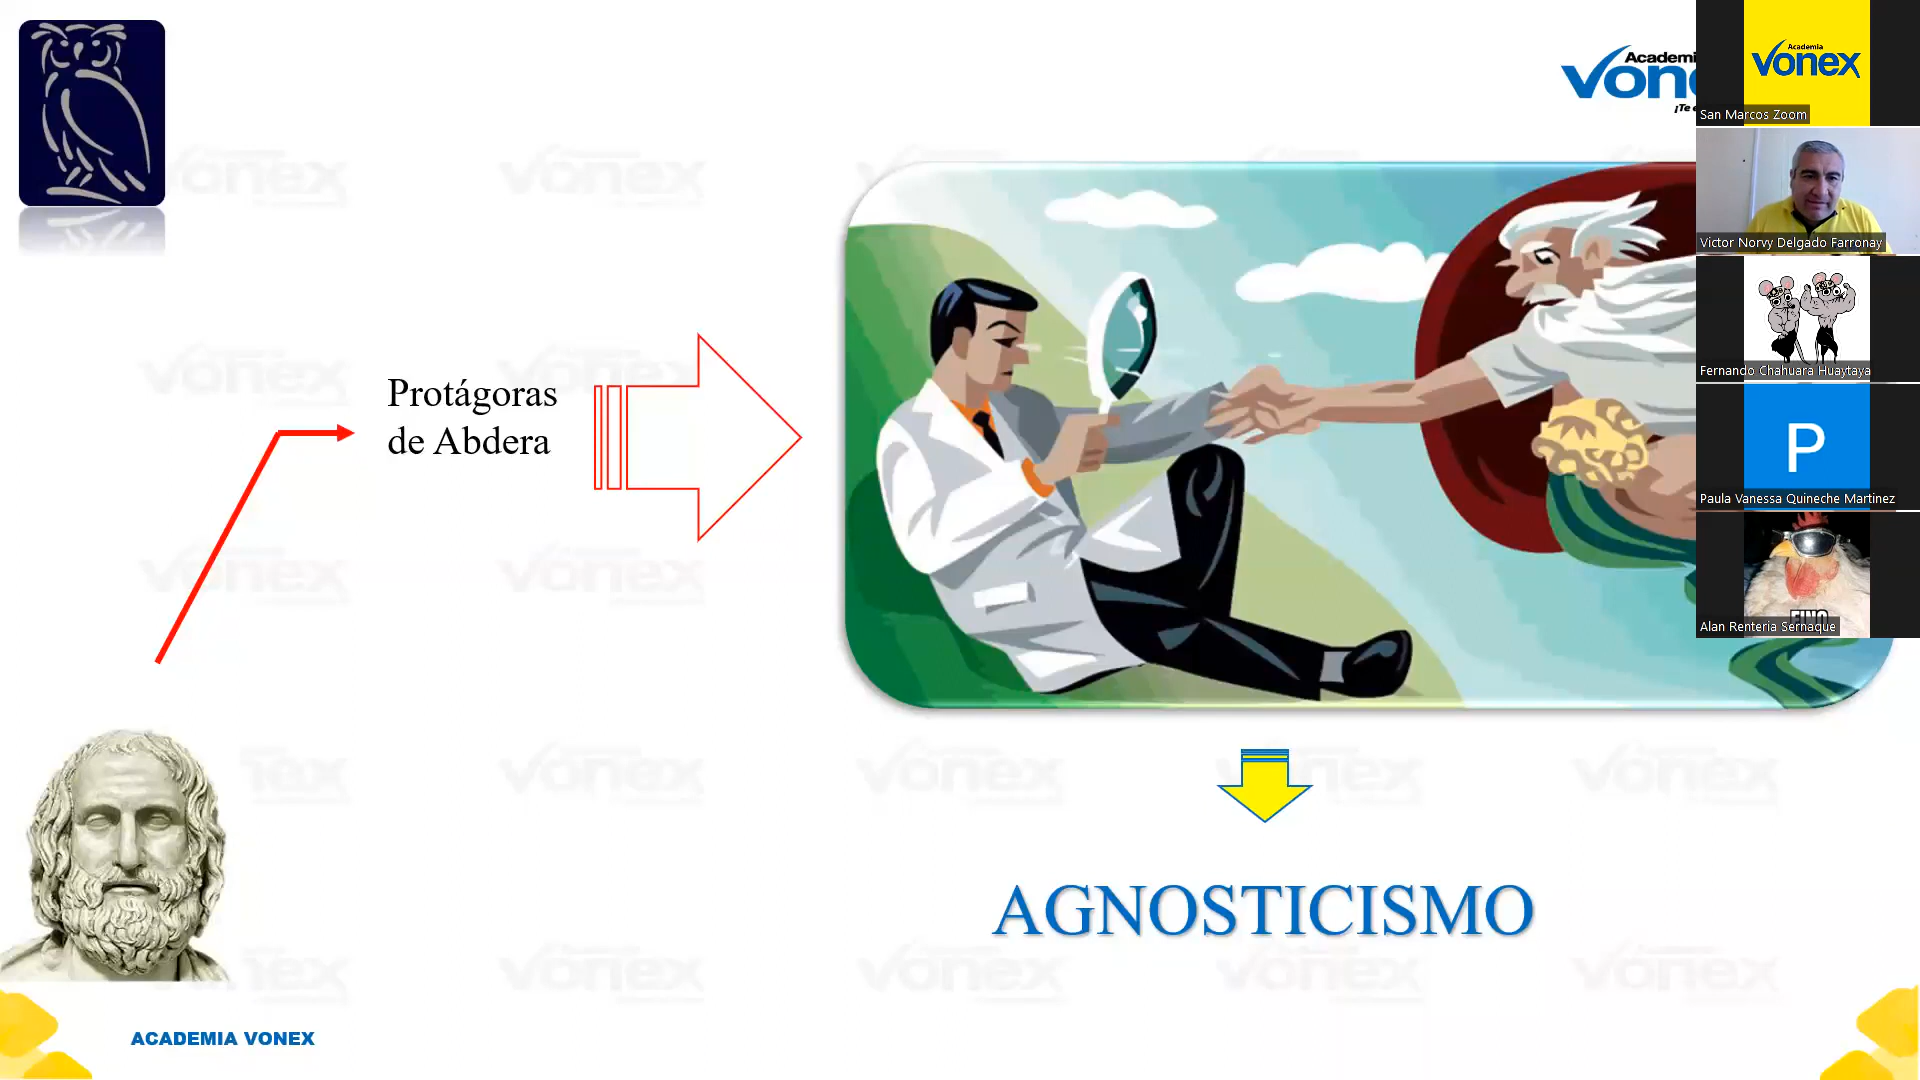 Academia
vonex
San Marcos Zoom
Victor Norvy Delgado Farronay
Fernando Chahuara Huaytaya
P
Paula Vanessa Quineche Martinez
FINO
Alan Renteria Sernaque
Protágoras
de Abdera
AGNOSTICISMO
ACADEMIA VONEX